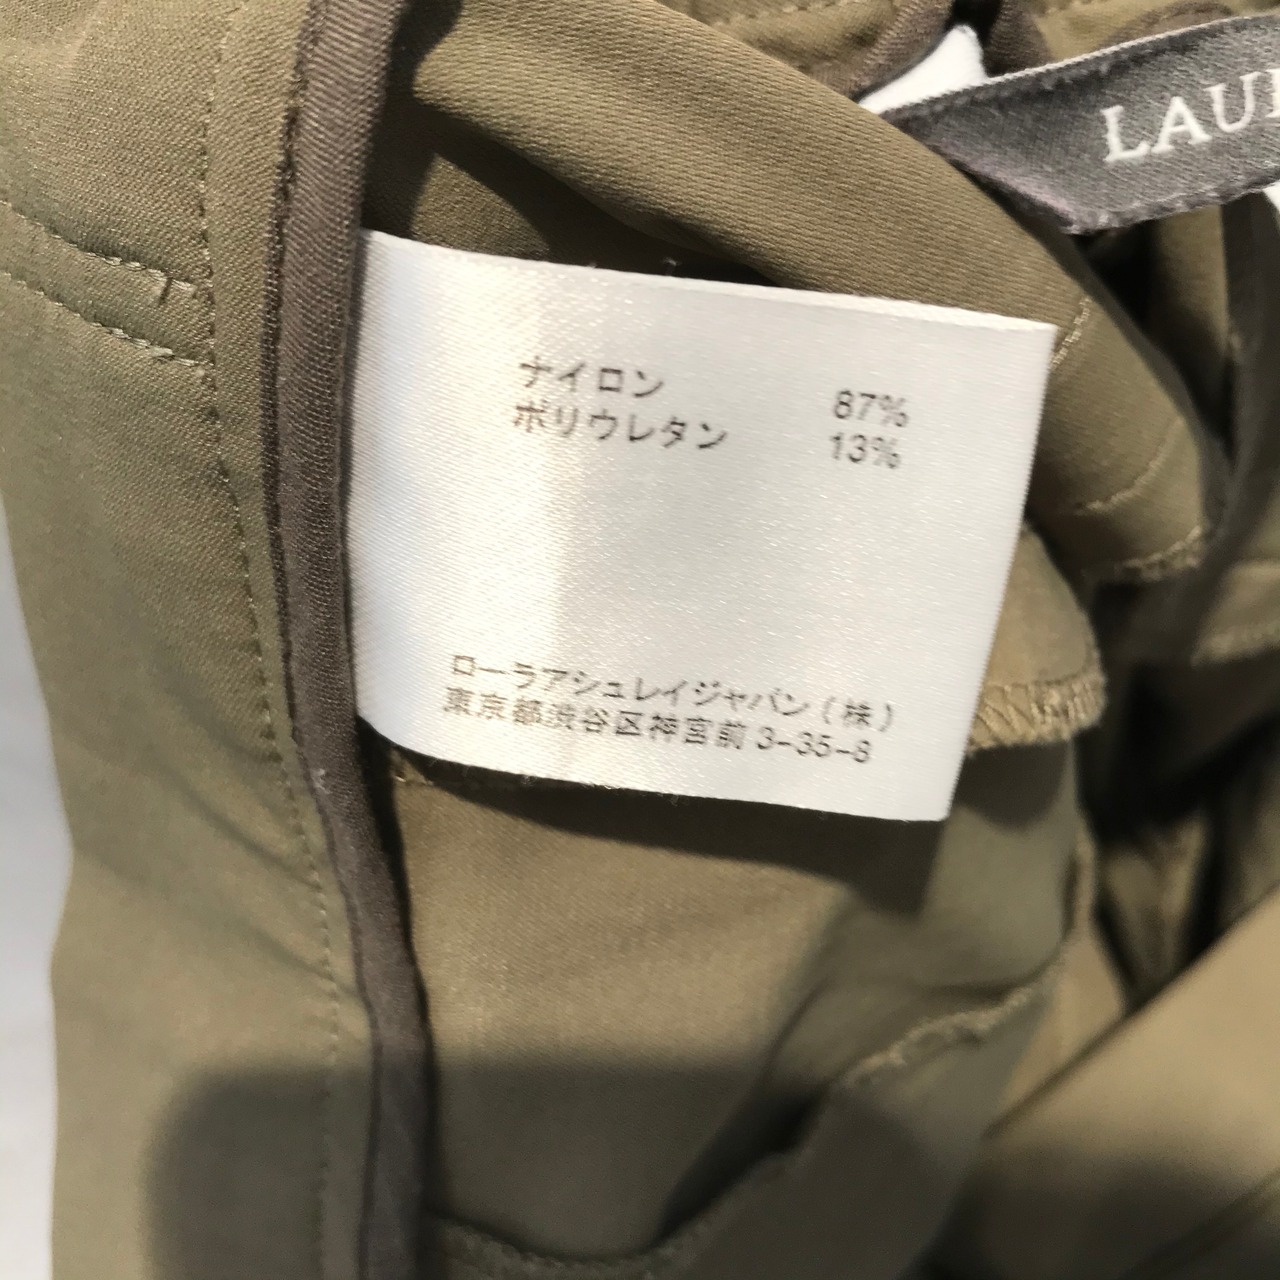 LAU
ナイロン 87%
ポリウレタン 13%
ローラアシュレイジャパン(株)
東京都渋谷区神宮前 3-35-8